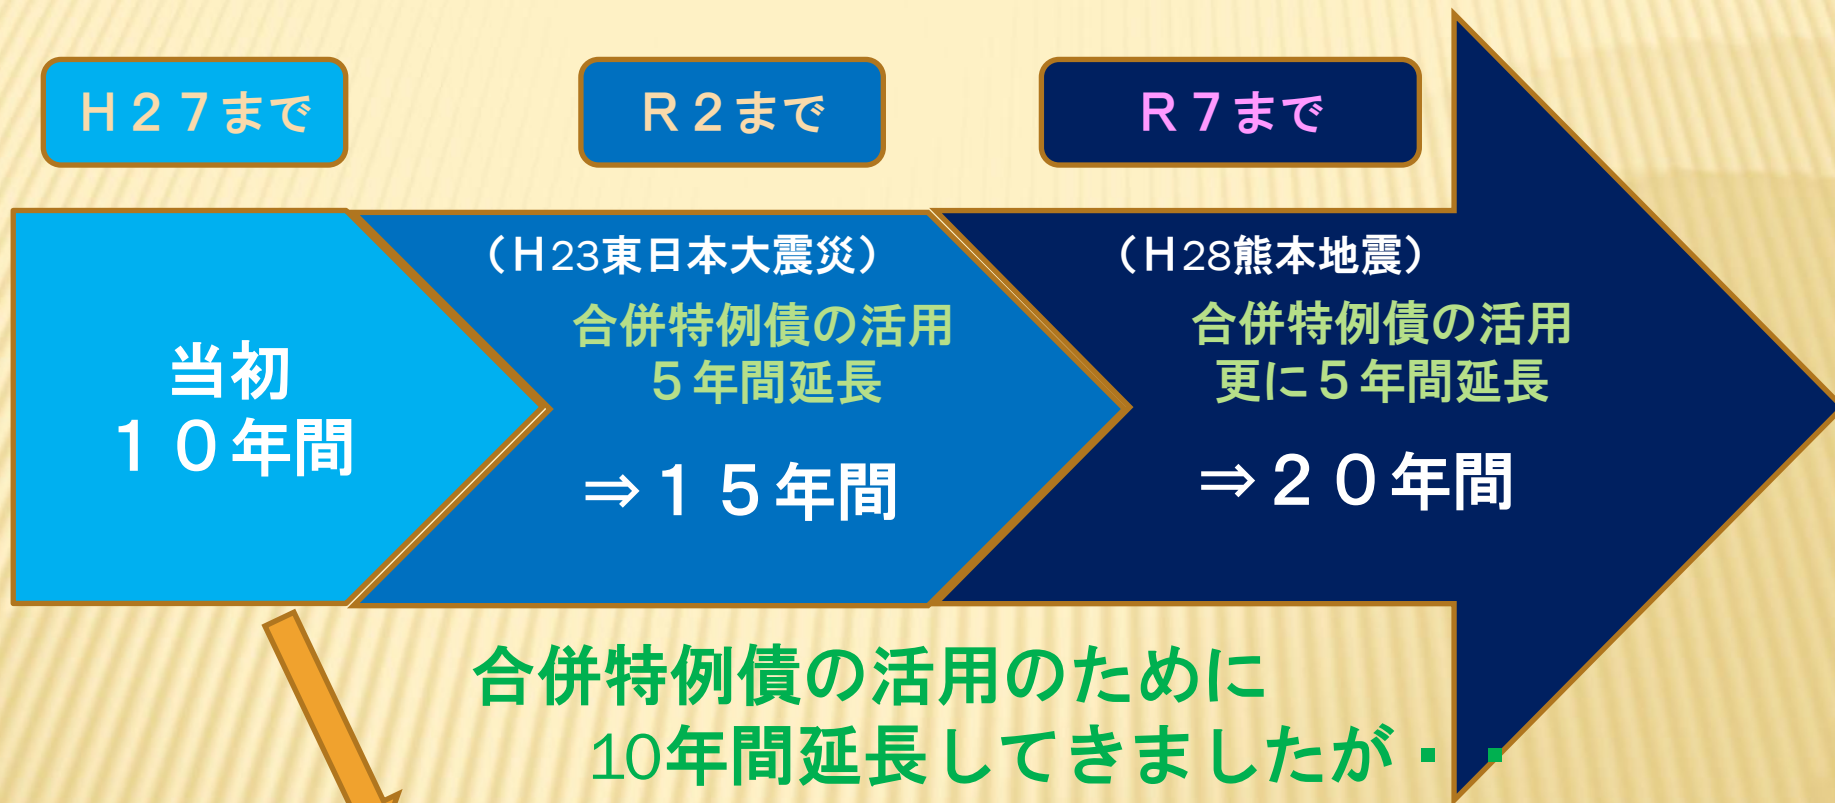 H27まで
R2まで
R7まで
当初
10年間
(H23東日本大震災)
合併特例債の活用
5年間延長
⇒15年間
(H28熊本地震)
合併特例債の活用
更に5年間延長
⇒20年間
合併特例債の活用のために
10年間延長してきましたが・・